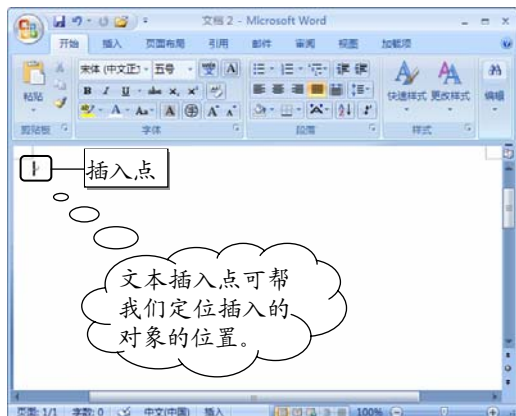 文档 2 - Microsoft Word
开始 插入 页面布局 引用 邮件 审阅 视图 加载项
宋体 (中文正 五号
粘贴
快速样式 更改样式 编辑
剪贴板 字体 段落 样式
插入点
文本插入点可帮
我们定位插入的
对象的位置。
页面: 1/1 字数: 0 中文(中国) 插入 100%